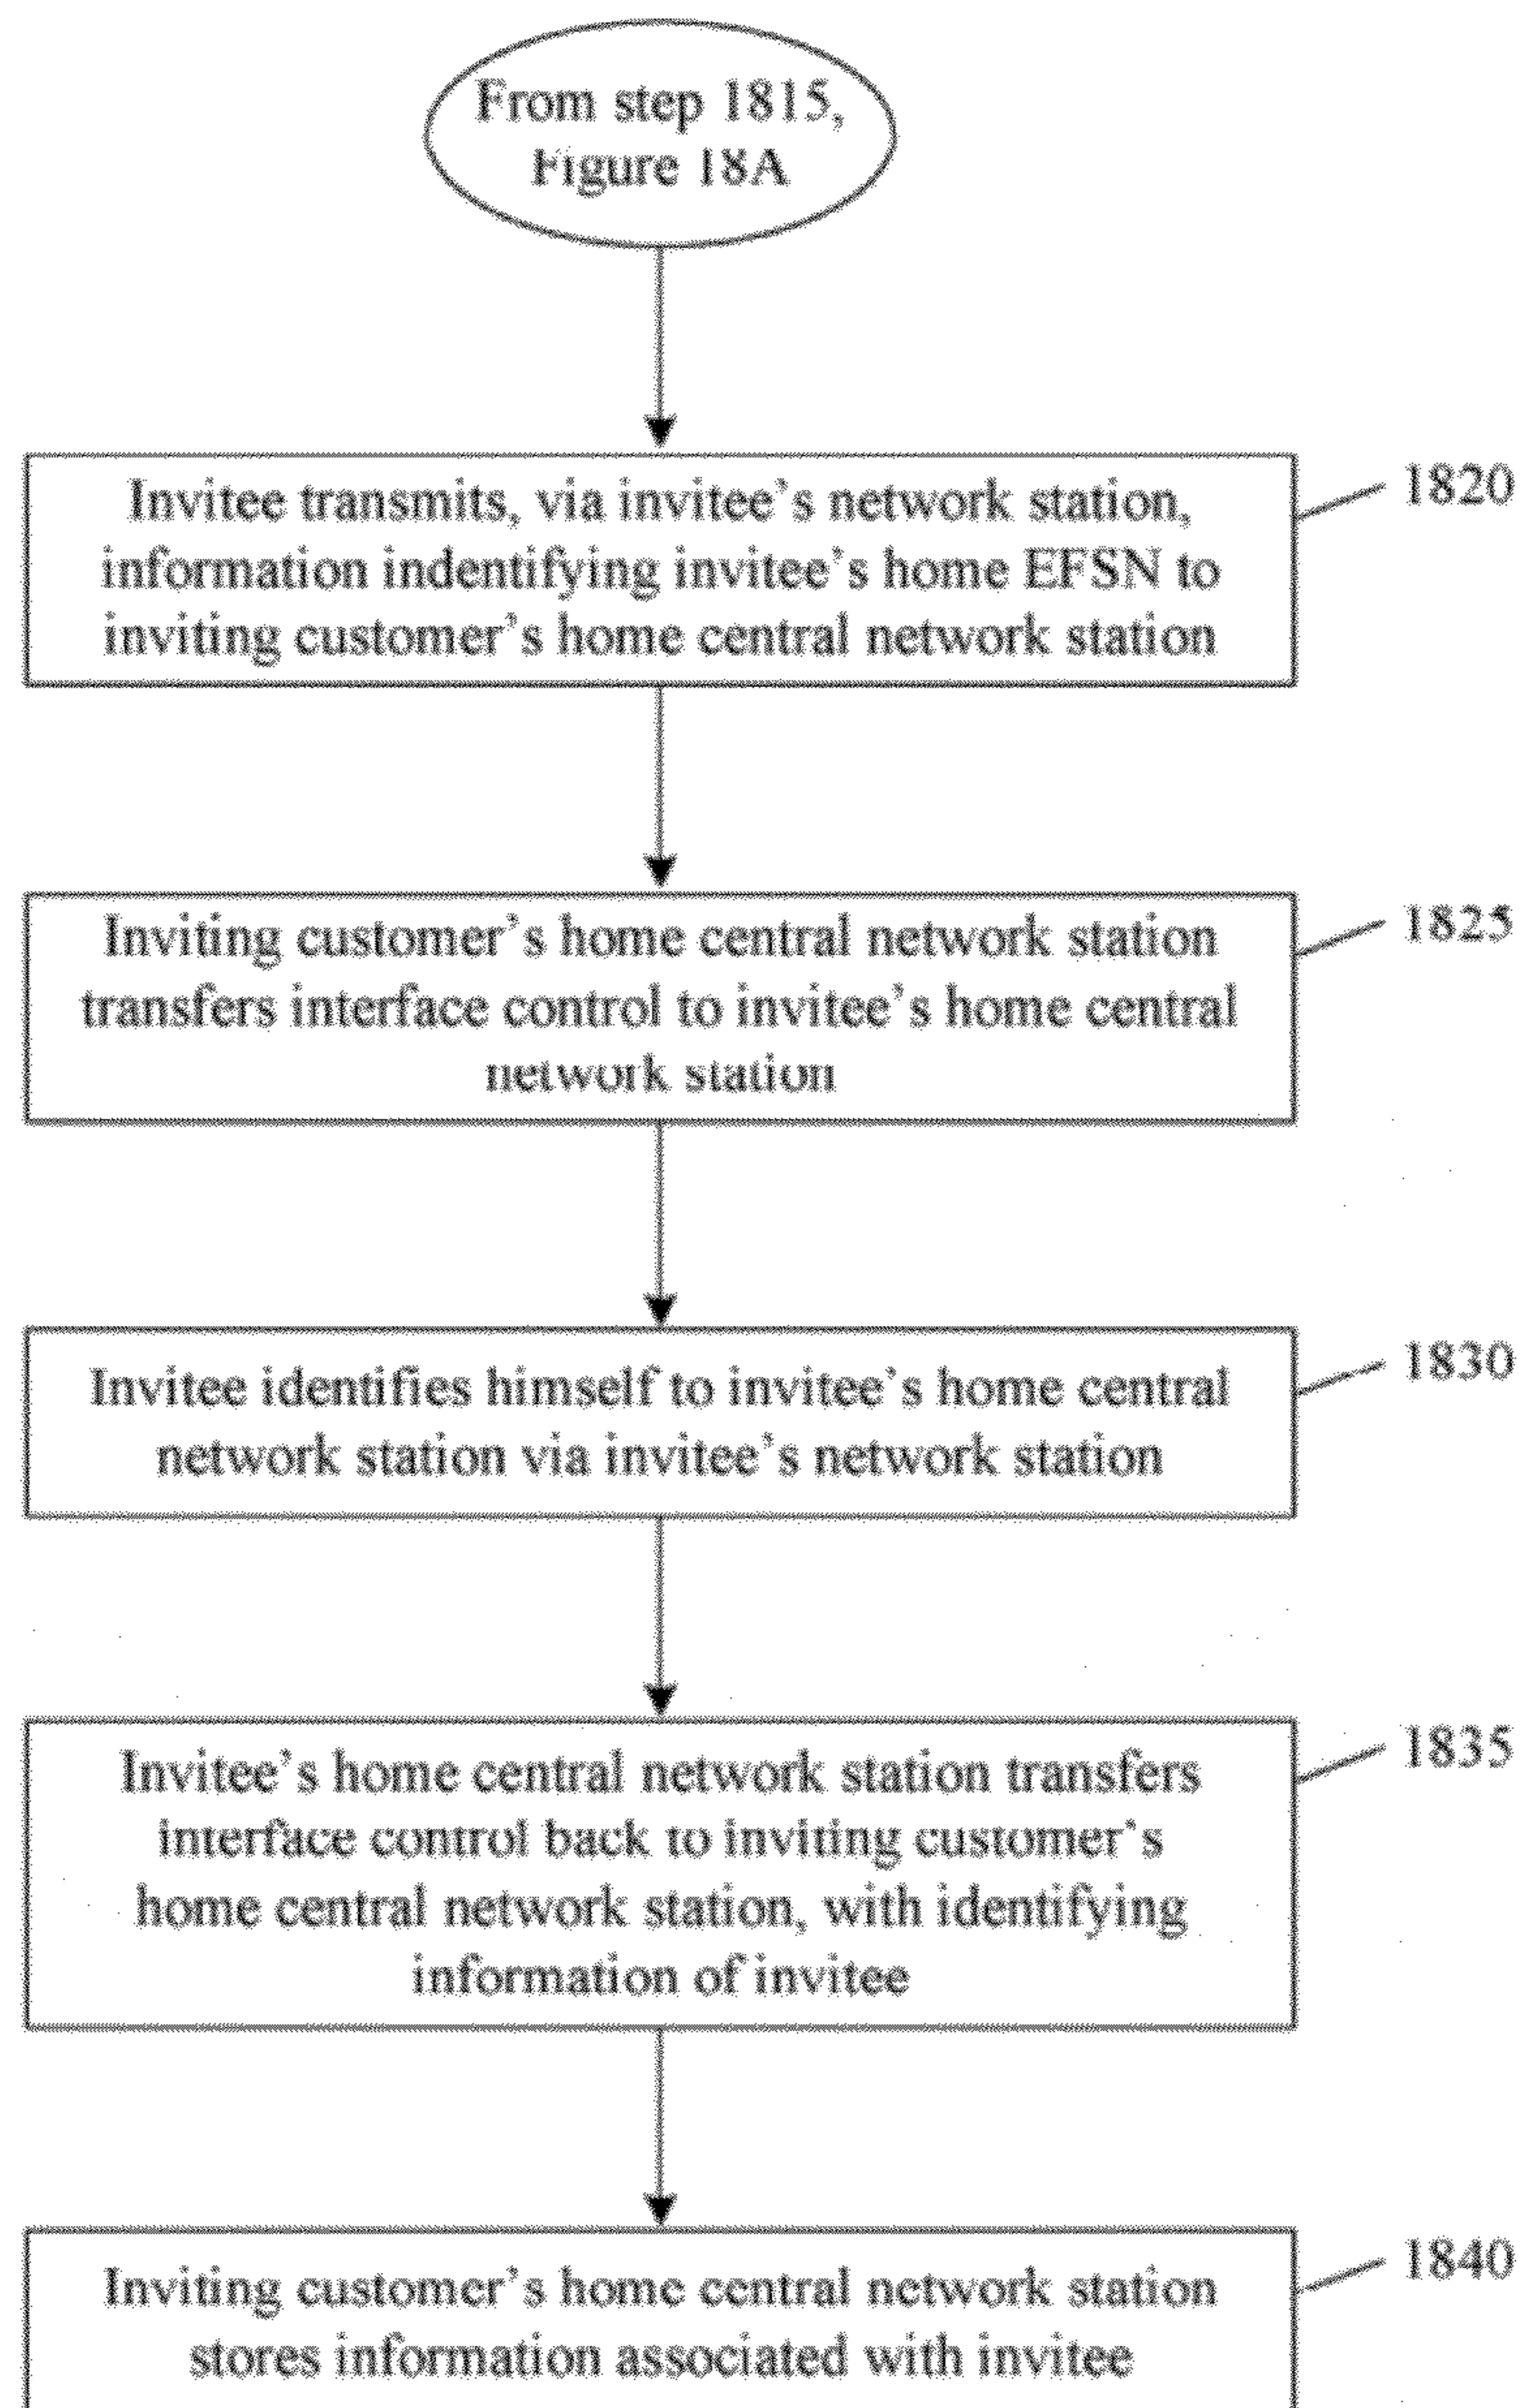 From step 1815,
Figure 18A
Invitee transmits, via invitee's network station,
information indentifying invitee's home EFSN to
inviting customer's home central network station
1820
Inviting customer's home central network station
transfers interface control to invitee's home central
network station
1825
Invitee identifies himself to invitee's home central
network station via invitee's network station
1830
Invitee's home central network station transfers
interface control back to inviting customer's
home central network station, with identifying
information of invitee
1835
Inviting customer's home central network station
stores information associated with invitee
1840